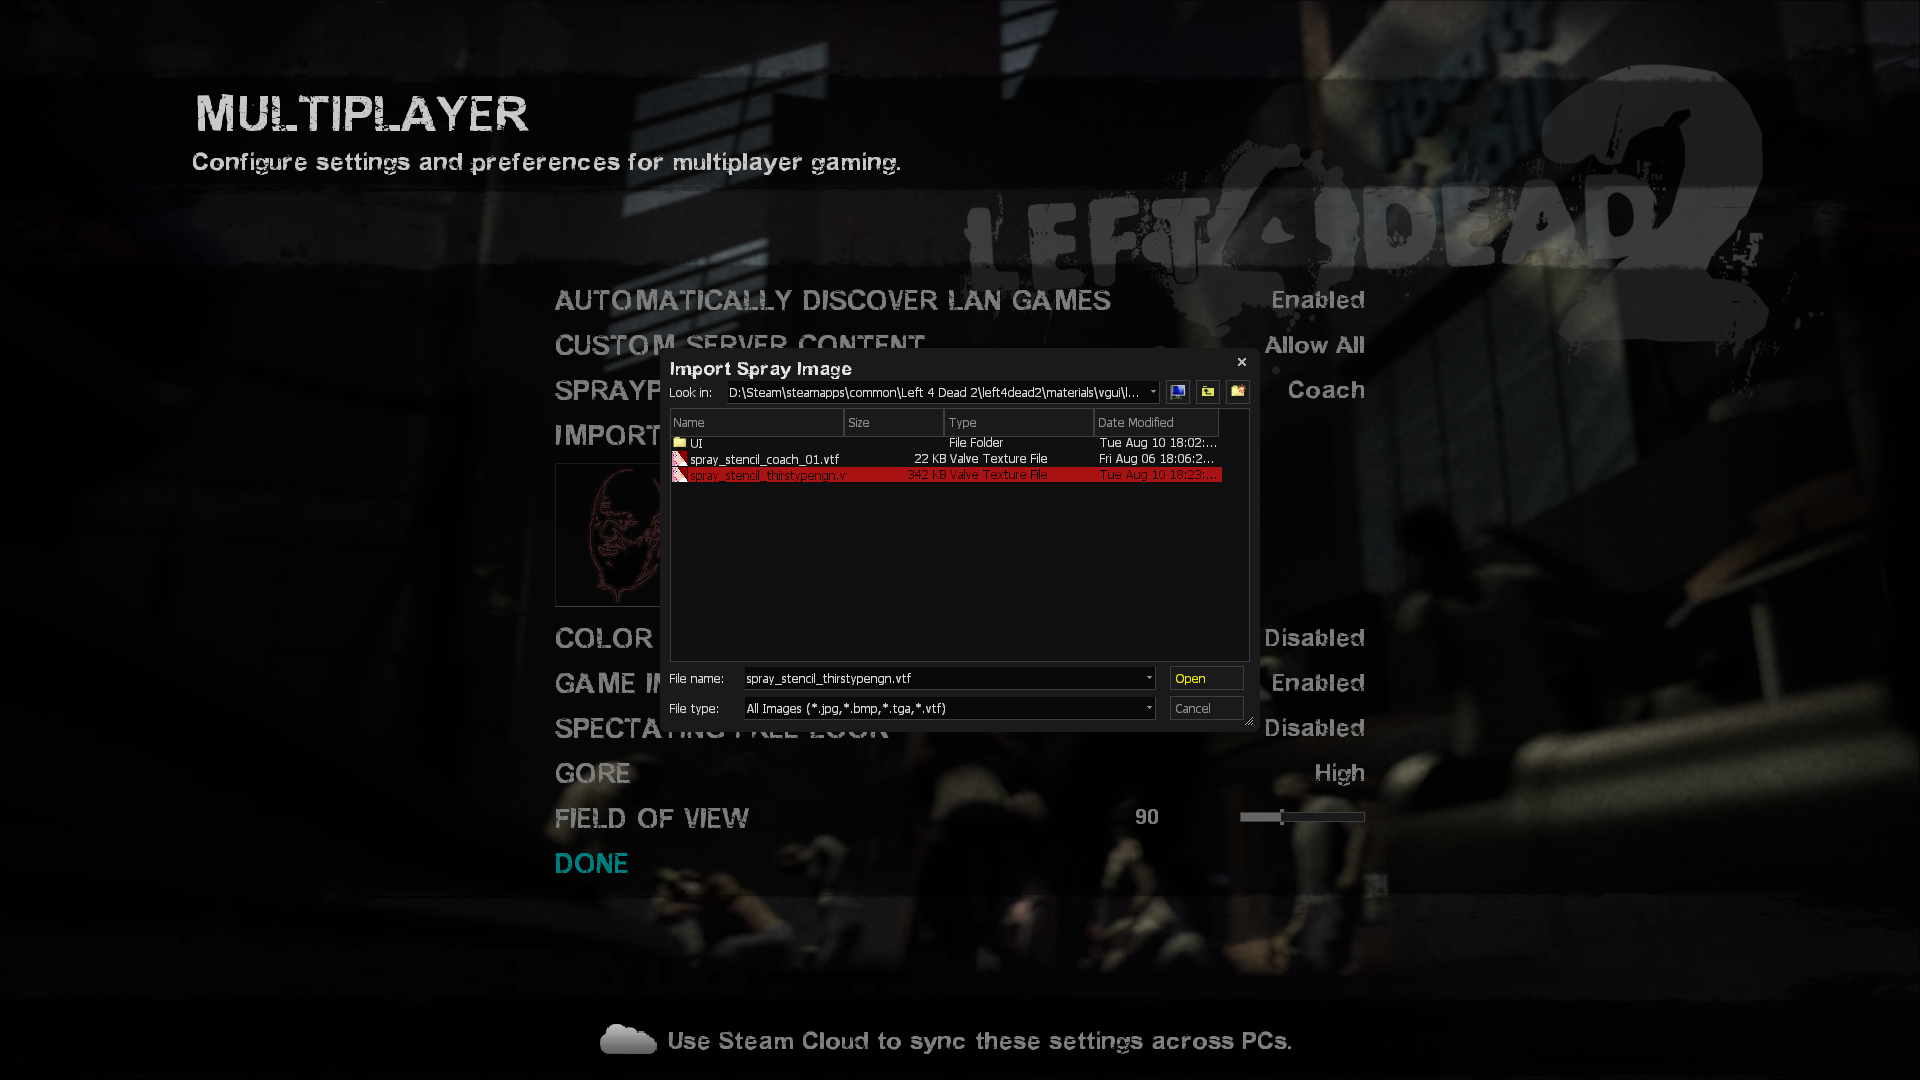 MULTIPLAYER
Configure settings and preferences for multiplayer gaming.
LEFT 4 DEAD 2
AUTOMATICALLY DISCOVER LAN GAMES Enabled
CUSTOM SERVER CONTENT Allow All
SPRAYP Coach
IMPORT
Import Spray Image
Look in: D:\Steam\steamapps\common\Left 4 Dead 2\left4dead2\materials\vgui\l...
Name Size Type Date Modified
UI File Folder Tue Aug 10 18:02:...
spray_stencil_coach_01.vtf 22 KB Valve Texture File Fri Aug 06 18:06:2...
spray_stencil_thirstypengn.v 342 KB Valve Texture File Tue Aug 10 18:23:...
File name: spray_stencil_thirstypengn.vtf Open
File type: All Images (*.jpg,*.bmp,*.tga,*.vtf) Cancel
COLOR Disabled
GAME Enabled
SPECTATING FREE LOOK Disabled
GORE High
FIELD OF VIEW 90
DONE
Use Steam Cloud to sync these settings across PCs.